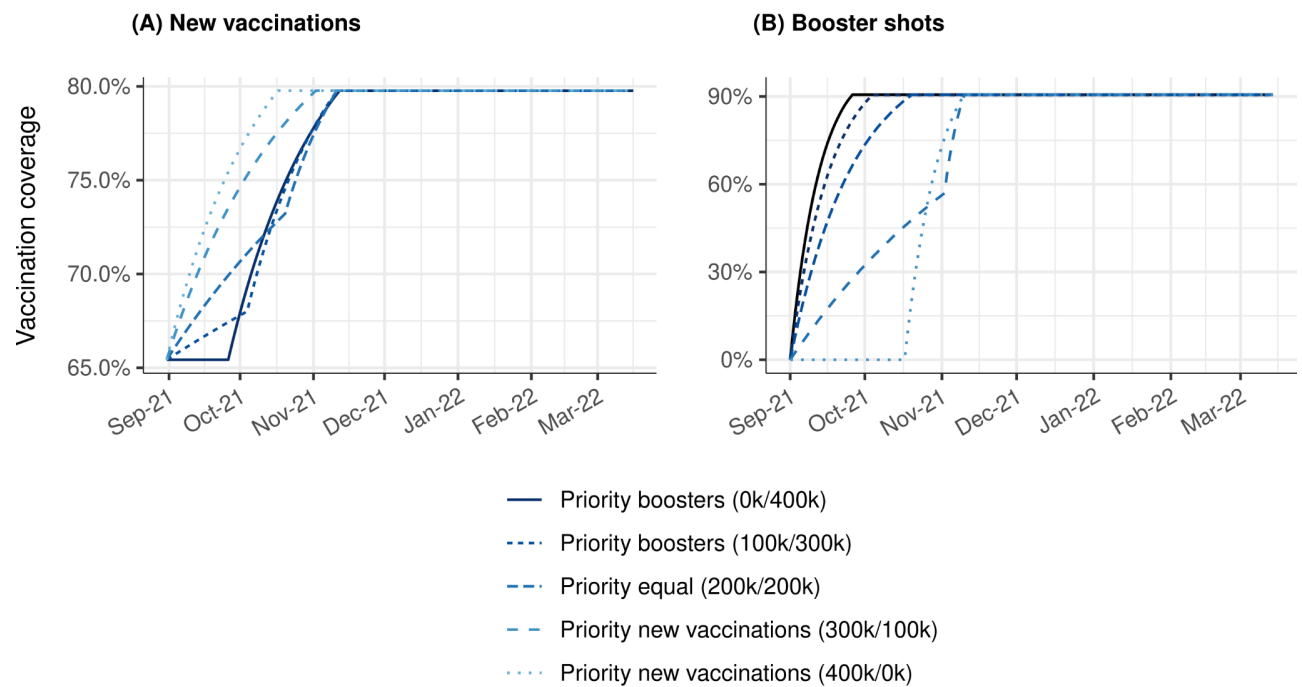 (A) New vaccinations
(B) Booster shots
Vaccination coverage
80.0%
75.0%
70.0%
65.0%
Sep-21
Oct-21
Nov-21
Dec-21
Jan-22
Feb-22
Mar-22
90%
60%
30%
0%
Sep-21
Oct-21
Nov-21
Dec-21
Jan-22
Feb-22
Mar-22
Priority boosters (0k/400k)
Priority boosters (100k/300k)
Priority equal (200k/200k)
Priority new vaccinations (300k/100k)
Priority new vaccinations (400k/0k)